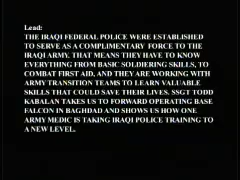 Lead:
THE IRAQI FEDERAL POLICE WERE ESTABLISHED
TO SERVE AS A COMPLIMENTARY FORCE TO THE
IRAQI ARMY. THAT MEANS THEY HAVE TO KNOW
EVERYTHING FROM BASIC SOLDIERING SKILLS, TO
COMBAT FIRST AID, AND THEY ARE WORKING WITH
ARMY TRANSITION TEAMS TO LEARN VALUABLE
SKILLS THAT COULD SAVE THEIR LIVES. SSGT TODD
KABALAN TAKES US TO FORWARD OPERATING BASE
FALCON IN BAGHDAD AND SHOWS US HOW ONE
ARMY MEDIC IS TAKING IRAQI POLICE TRAINING TO
A NEW LEVEL.